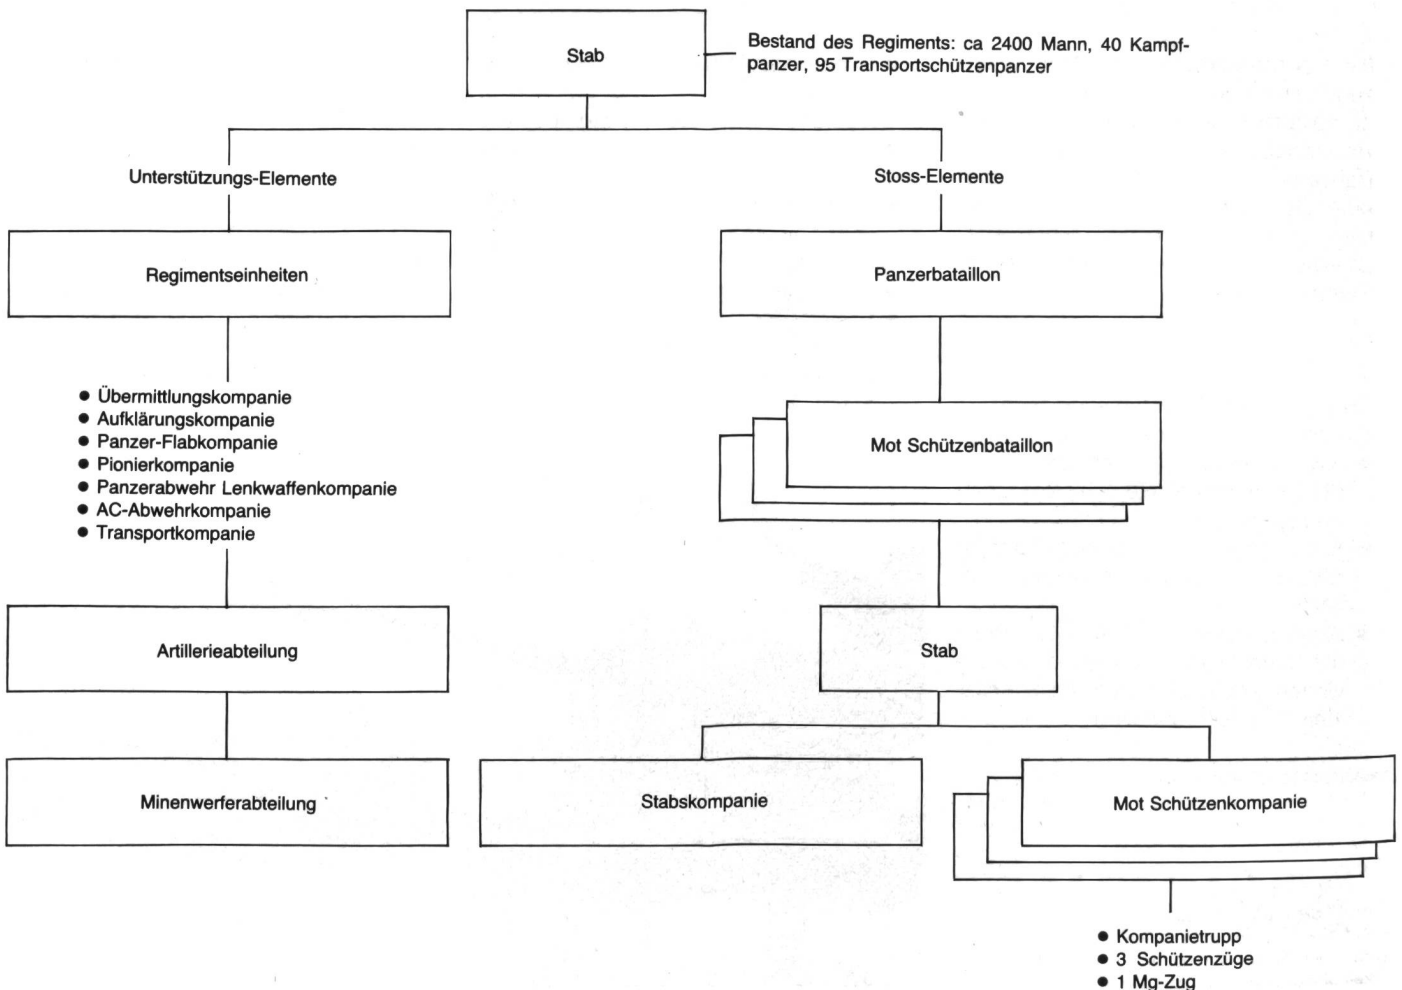 Stab
Bestand des Regiments: ca 2400 Mann, 40 Kampf-
panzer, 95 Transportschützenpanzer
Unterstützungs-Elemente
Stoss-Elemente
Regimentseinheiten
Panzerbataillon
● Übermittlungskompanie
● Aufklärungskompanie
● Panzer-Flabkompanie
● Pionierkompanie
● Panzerabwehr Lenkwaffenkompanie
● AC-Abwehrkompanie
● Transportkompanie
Mot Schützenbataillon
Artillerieabteilung
Stab
Minenwerferabteilung
Stabskompanie
Mot Schützenkompanie
● Kompanietrupp
● 3 Schützenzüge
● 1 Mg-Zug